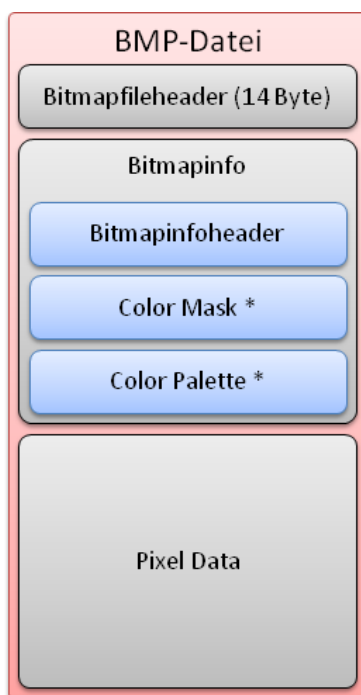 BMP-Datei
Bitmapfileheader (14 Byte)
Bitmapinfo
Bitmapinfoheader
Color Mask *
Color Palette *
Pixel Data